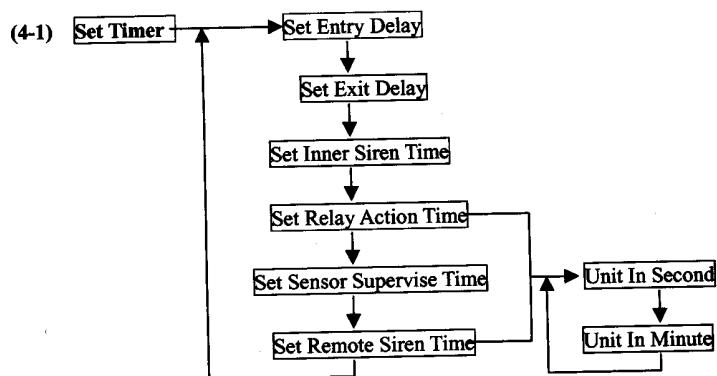 (4-1) Set Timer Set Entry Delay
Set Exit Delay
Set Inner Siren Time
Set Relay Action Time
Set Sensor Supervise Time Unit In Second
Set Remote Siren Time Unit In Minute